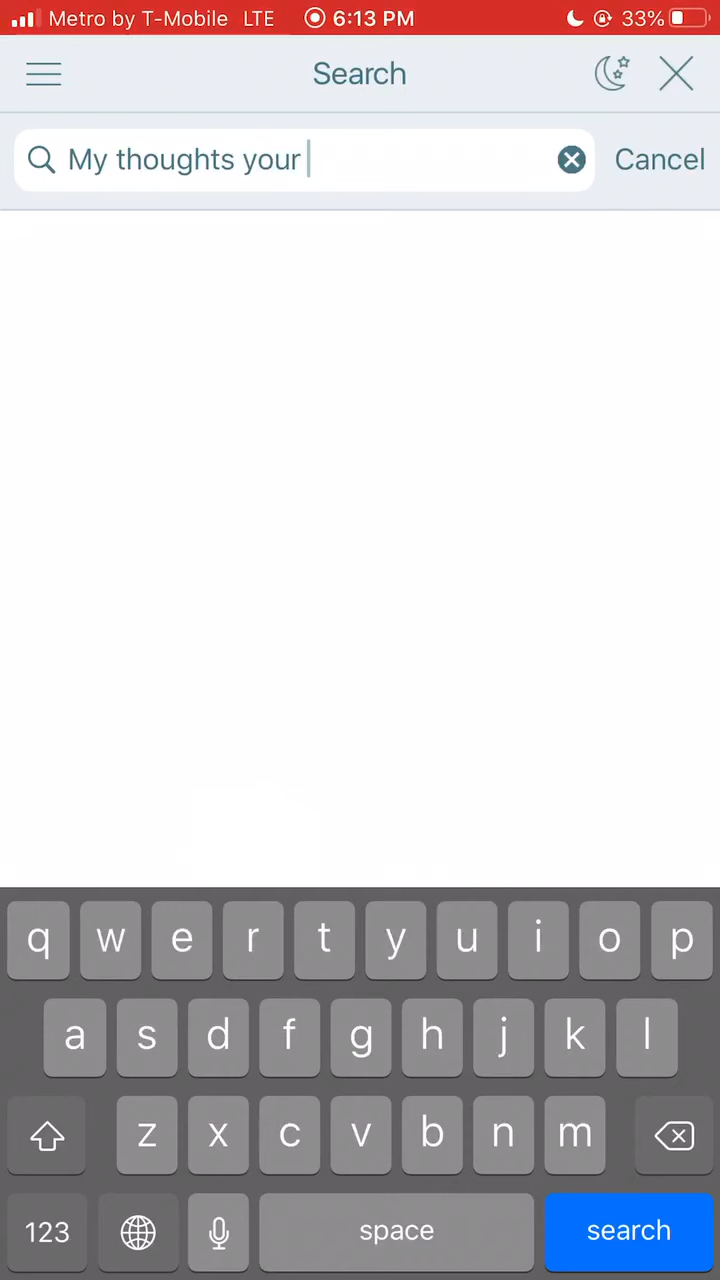 Metro by T-Mobile LTE 6:13 PM 33%
Search
My thoughts your Cancel
q w e r t y u i o p
a s d f g h j k l
z x c v b n m
123 space search